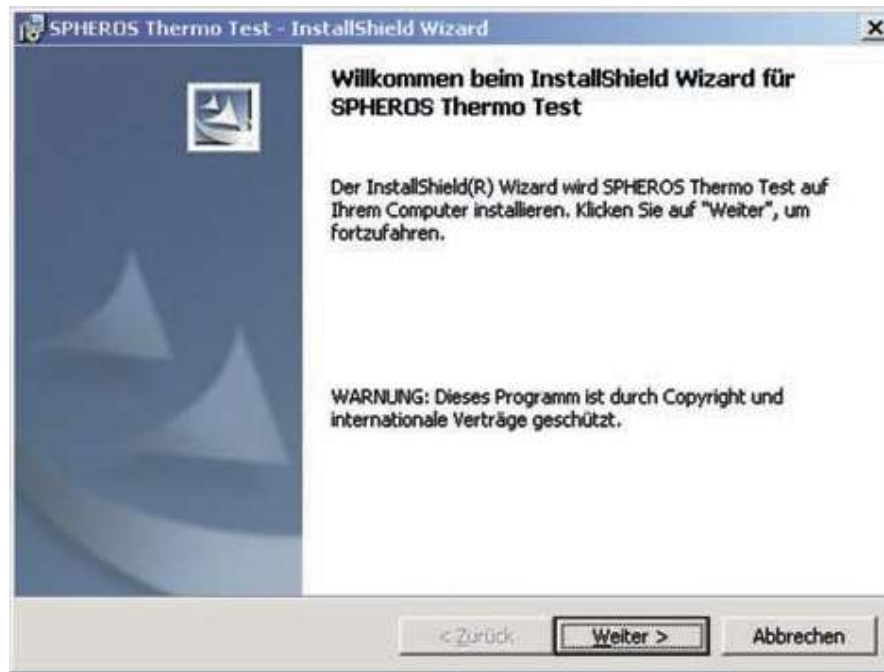 SPHEROS Thermo Test - InstallShield Wizard
Willkommen beim InstallShield Wizard für
SPHEROS Thermo Test
Der InstallShield(R) Wizard wird SPHEROS Thermo Test auf
Ihrem Computer installieren. Klicken Sie auf "Weiter", um
fortzufahren.
WARNUNG: Dieses Programm ist durch Copyright und
internationale Verträge geschützt.
< Zurück
Weiter >
Abbrechen